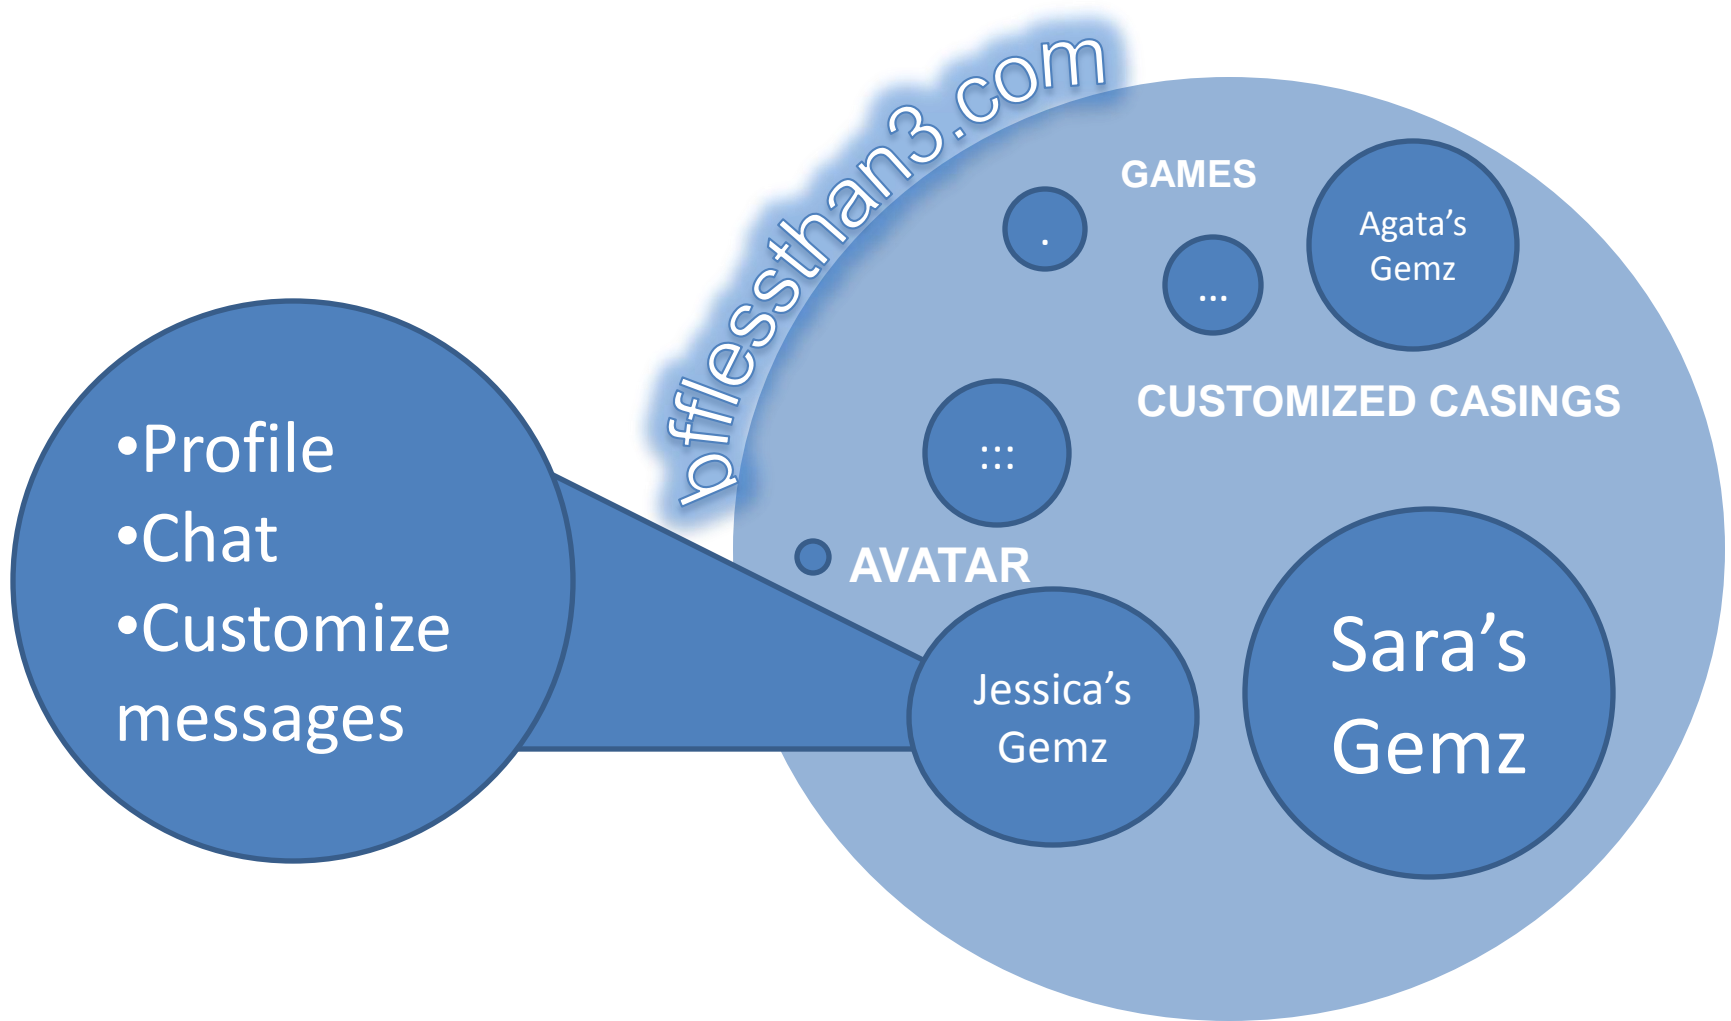 bfflessthan3.com
GAMES
.
...
Agata’s
Gemz
CUSTOMIZED CASINGS
:::
AVATAR
•Profile
•Chat
•Customize
messages
Jessica’s
Gemz
Sara’s
Gemz